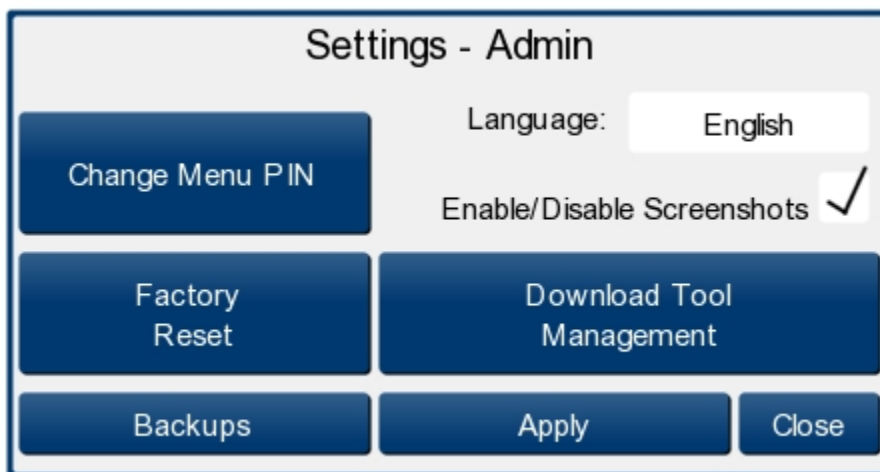 Settings - Admin
Language:
English
Change Menu PIN
Enable/Disable Screenshots
Factory
Reset
Download Tool
Management
Backups
Apply
Close